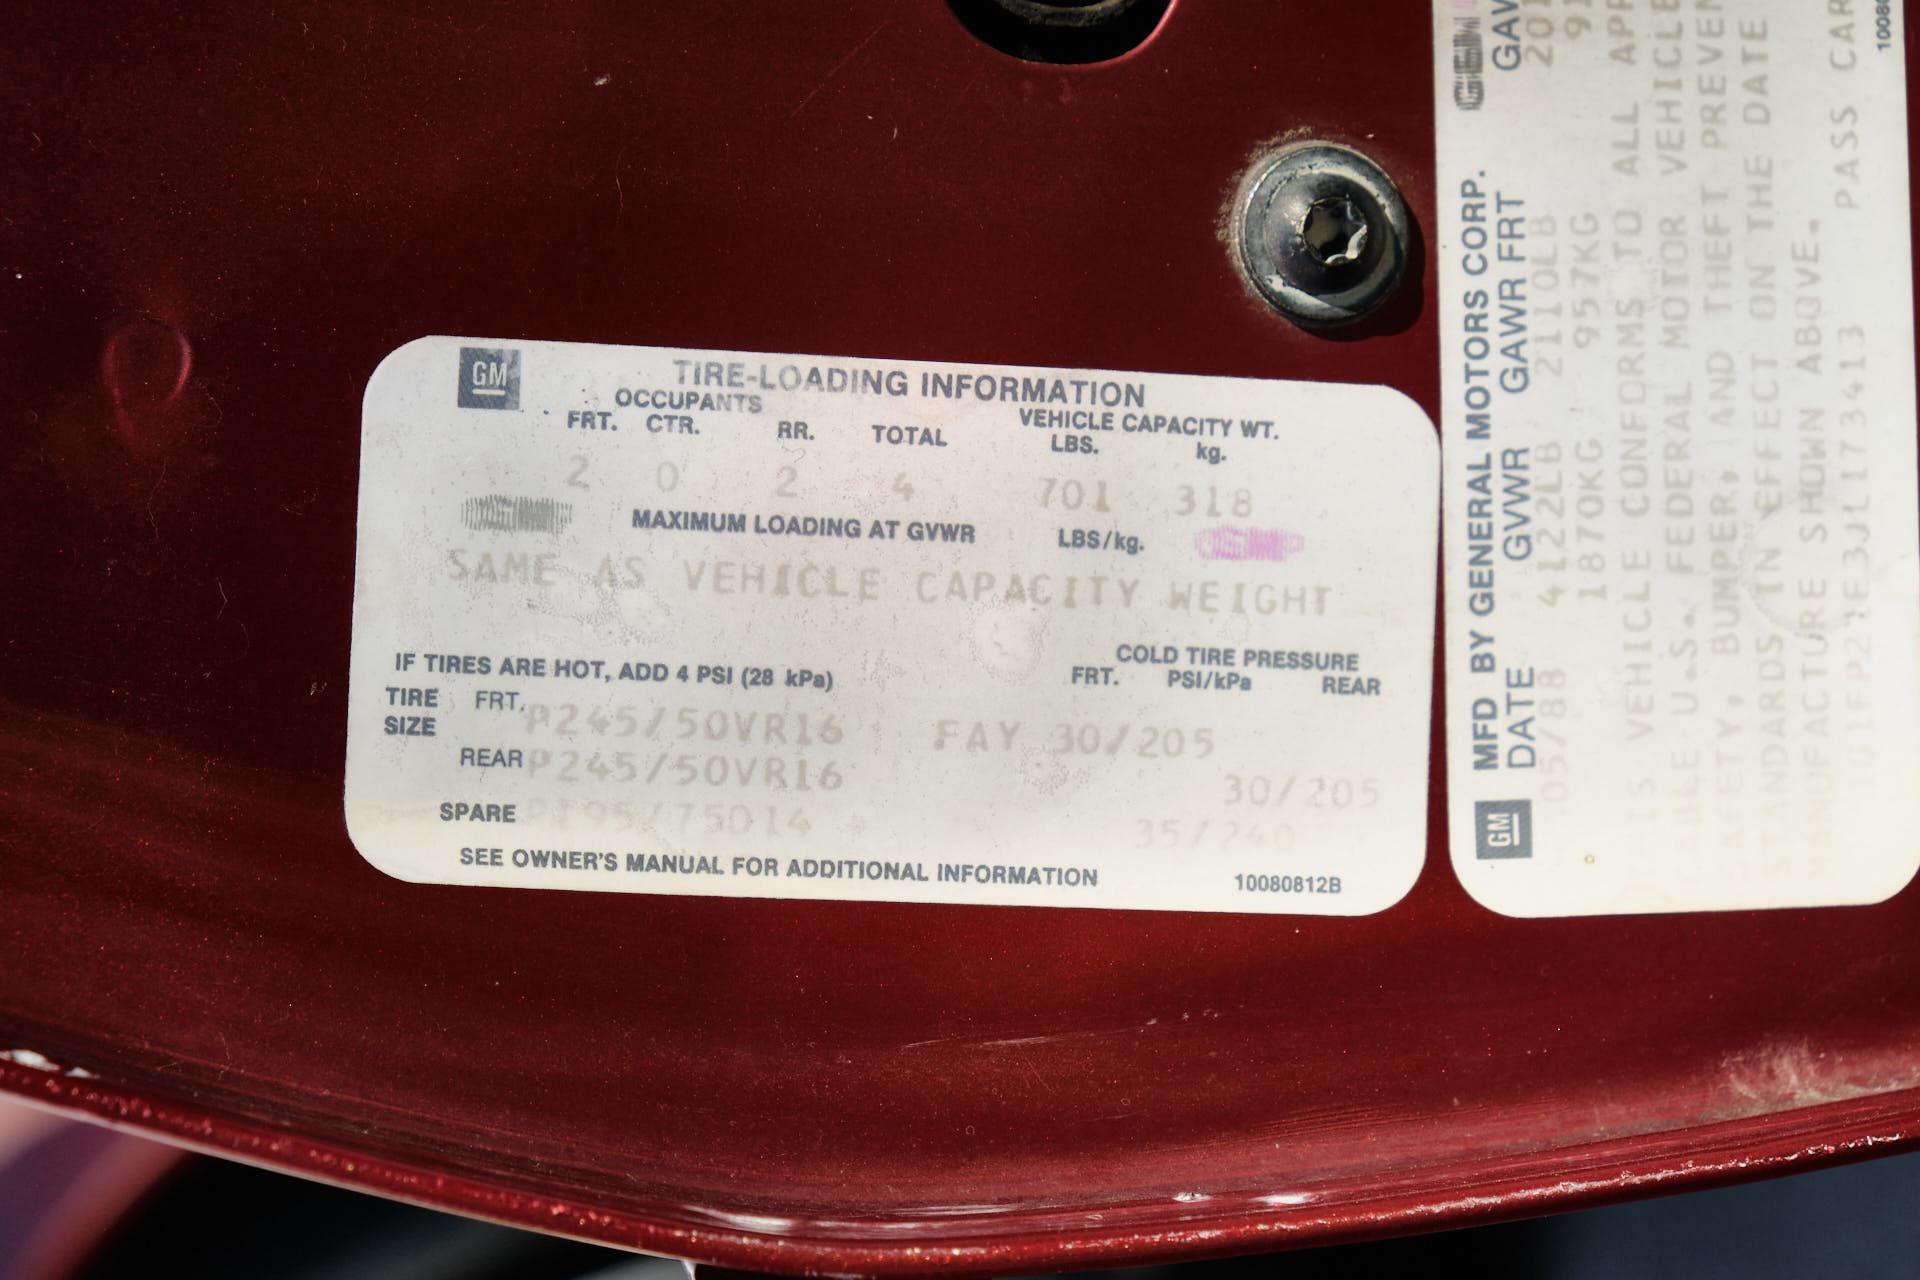 GM
TIRE-LOADING INFORMATION
OCCUPANTS VEHICLE CAPACITY WT.
FRT. CTR. RR. TOTAL LBS. kg.
2 0 2 4 701 318
MAXIMUM LOADING AT GVWR LBS/kg.
SAME AS VEHICLE CAPACITY WEIGHT
COLD TIRE PRESSURE
IF TIRES ARE HOT, ADD 4 PSI (28 kPa) FRT. PSI/kPa REAR
TIRE SIZE FRT. P245/50VR16 FAY 30/205
REAR P245/50VR16 30/205
SPARE 35/240
SEE OWNER'S MANUAL FOR ADDITIONAL INFORMATION 10080812B
GM MFD BY GENERAL MOTORS CORP.
DATE GVWR GAWR FRT
05/88 4122LB 2110LB
1870KG 957KG
VEHICLE CONFORMS TO ALL
U.S. FEDERAL MOTOR VEHICLE
BUMPER, AND THEFT
IN EFFECT ON THE DATE
MANUFACTURE SHOWN ABOVE.
PASS CAR